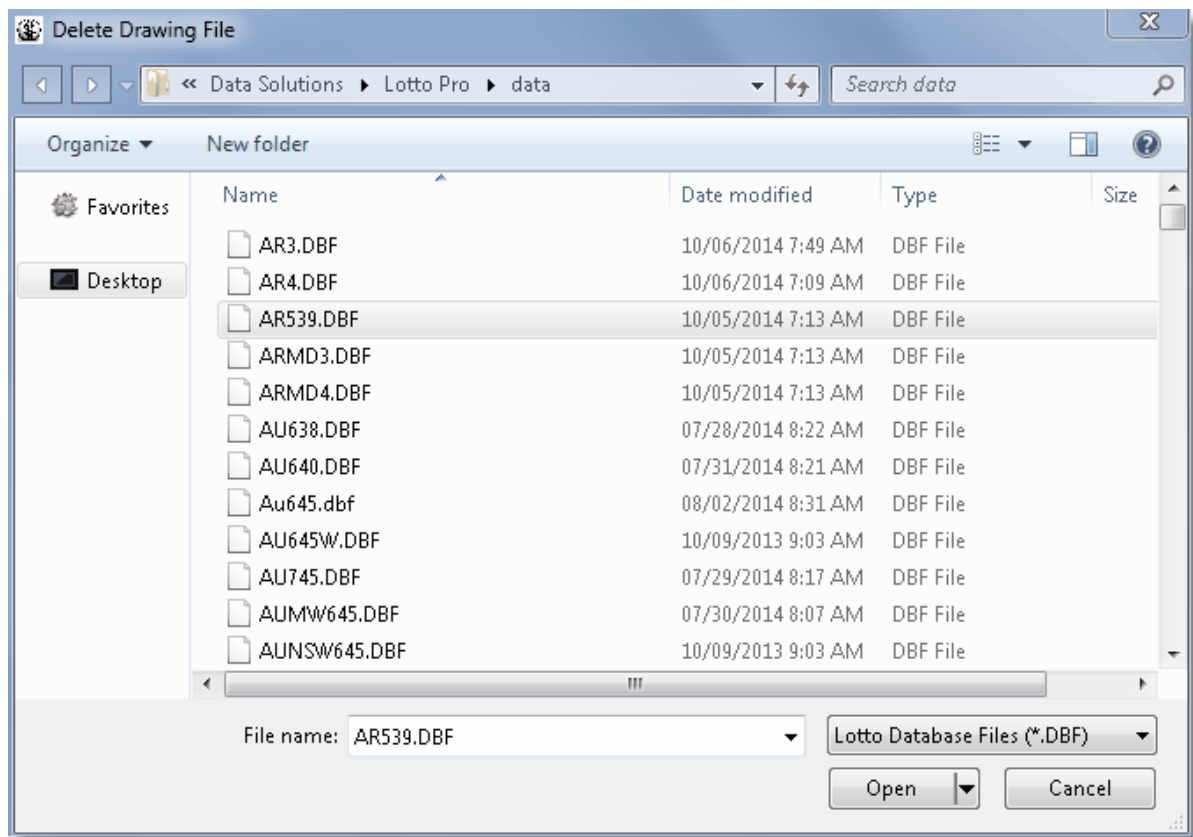 Delete Drawing File
« Data Solutions Lotto Pro data Search data
Organize New folder
Favorites
Desktop
Name Date modified Type Size
AR3.DBF 10/06/2014 7:49 AM DBF File
AR4.DBF 10/06/2014 7:09 AM DBF File
AR539.DBF 10/05/2014 7:13 AM DBF File
ARMD3.DBF 10/05/2014 7:13 AM DBF File
ARMD4.DBF 10/05/2014 7:13 AM DBF File
AU638.DBF 07/28/2014 8:22 AM DBF File
AU640.DBF 07/31/2014 8:21 AM DBF File
Au645.dbf 08/02/2014 8:31 AM DBF File
AU645W.DBF 10/09/2013 9:03 AM DBF File
AU745.DBF 07/29/2014 8:17 AM DBF File
AUMW645.DBF 07/30/2014 8:07 AM DBF File
AUNSW645.DBF 10/09/2013 9:03 AM DBF File
File name: AR539.DBF Lotto Database Files (*.DBF)
Open Cancel